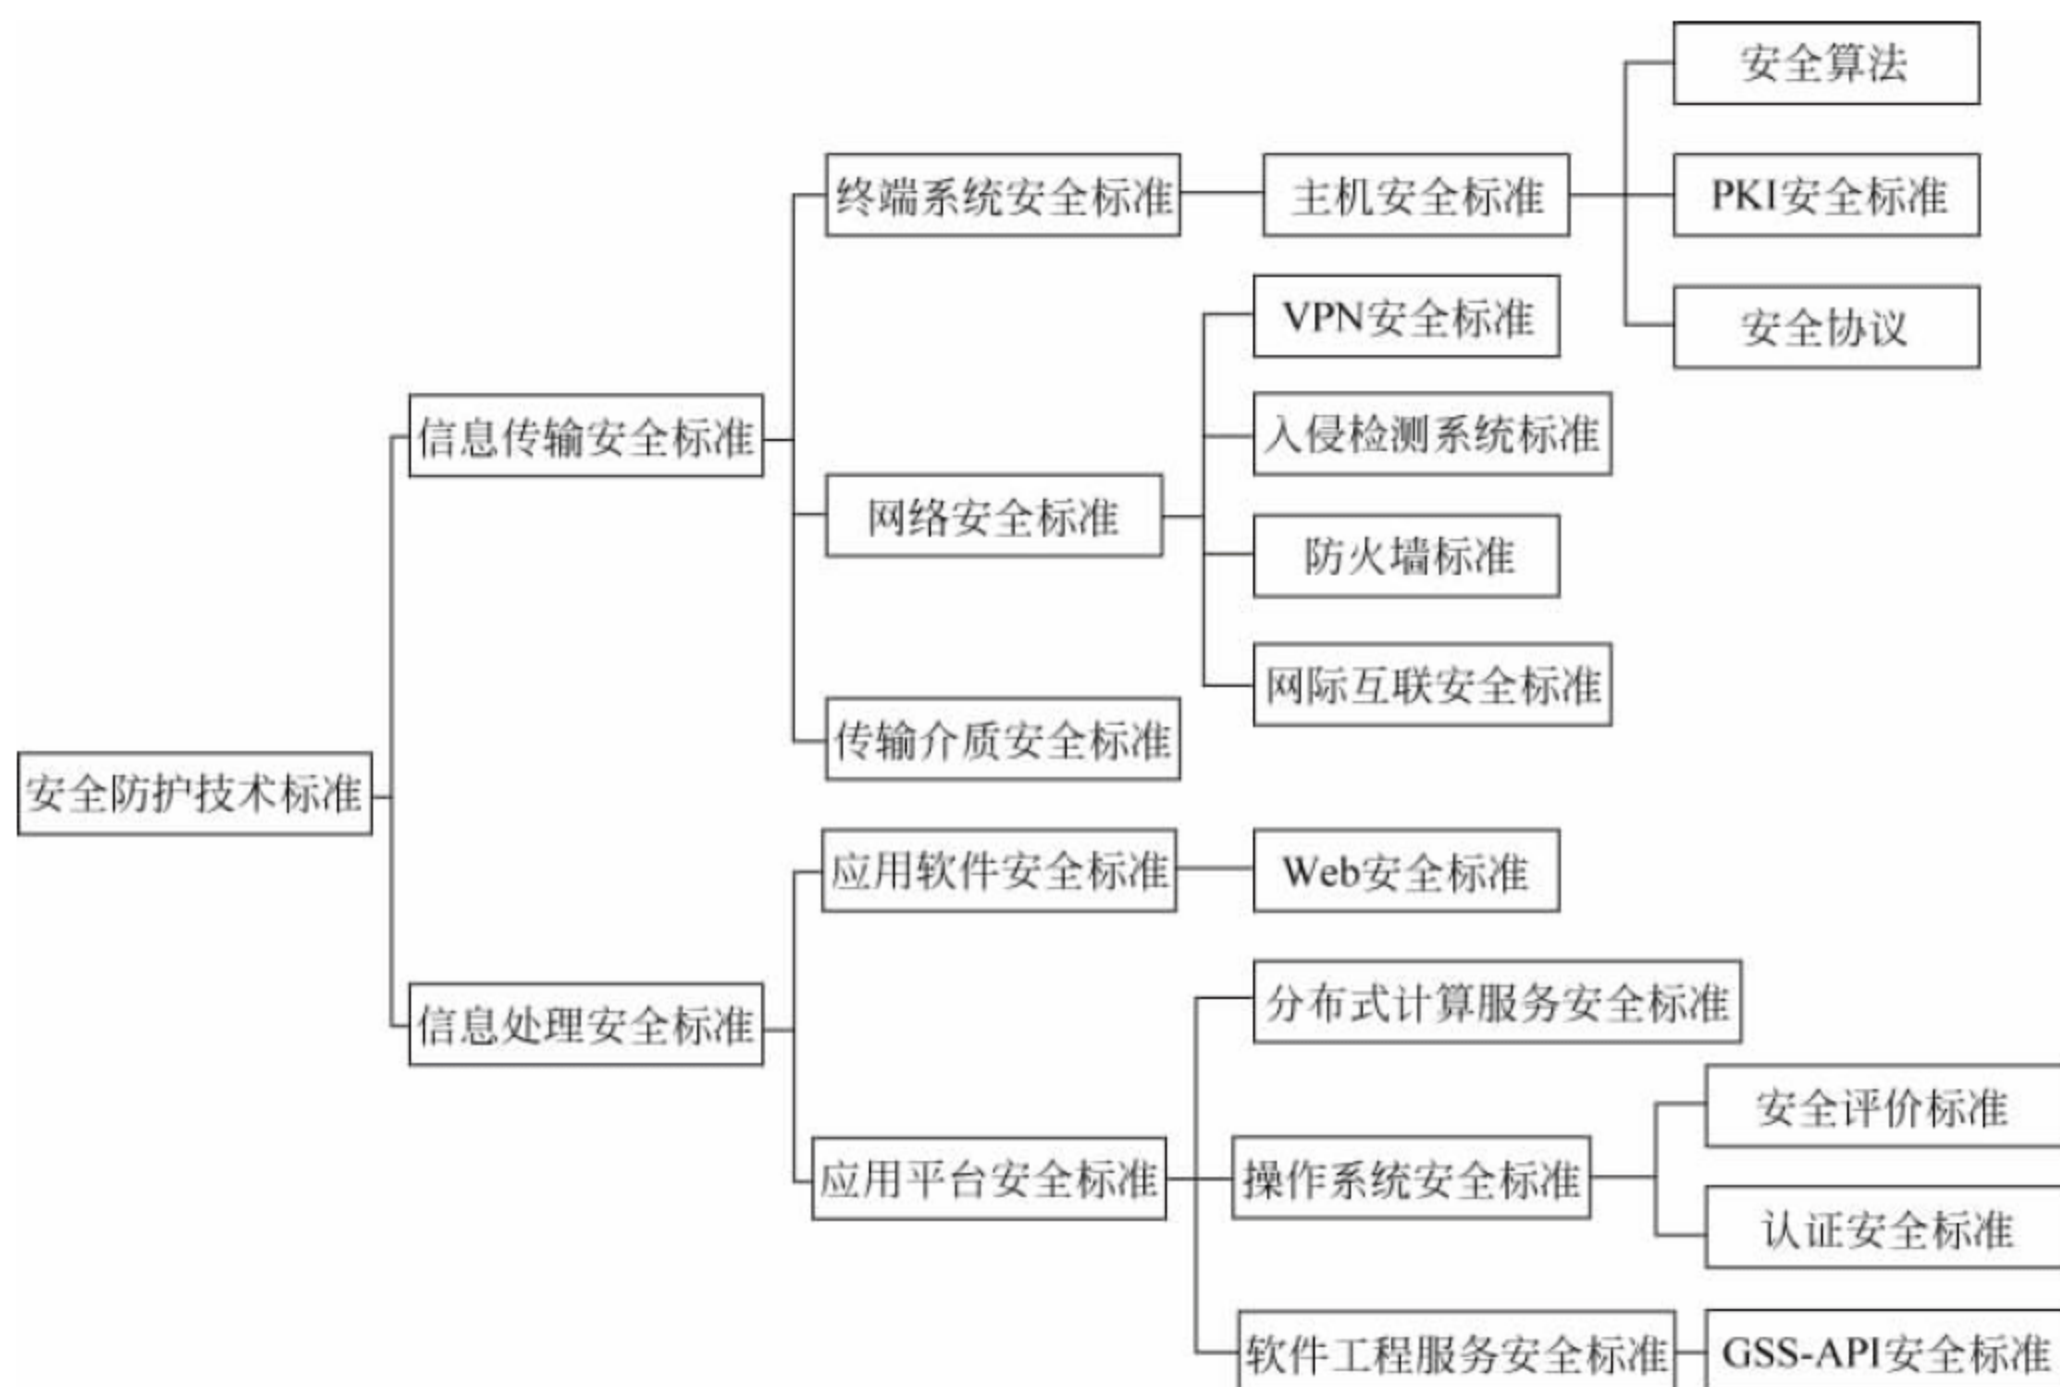 安全算法
终端系统安全标准
主机安全标准
PKI安全标准
VPN安全标准
安全协议
信息传输安全标准
入侵检测系统标准
网络安全标准
防火墙标准
网际互联安全标准
传输介质安全标准
安全防护技术标准
应用软件安全标准
Web安全标准
分布式计算服务安全标准
信息处理安全标准
安全评价标准
应用平台安全标准
操作系统安全标准
认证安全标准
软件工程服务安全标准
GSS-API安全标准